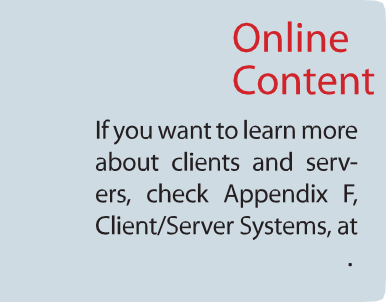 Online
Content
If you want to learn more
about clients and serv-
ers, check Appendix F,
Client/Server Systems, at
.